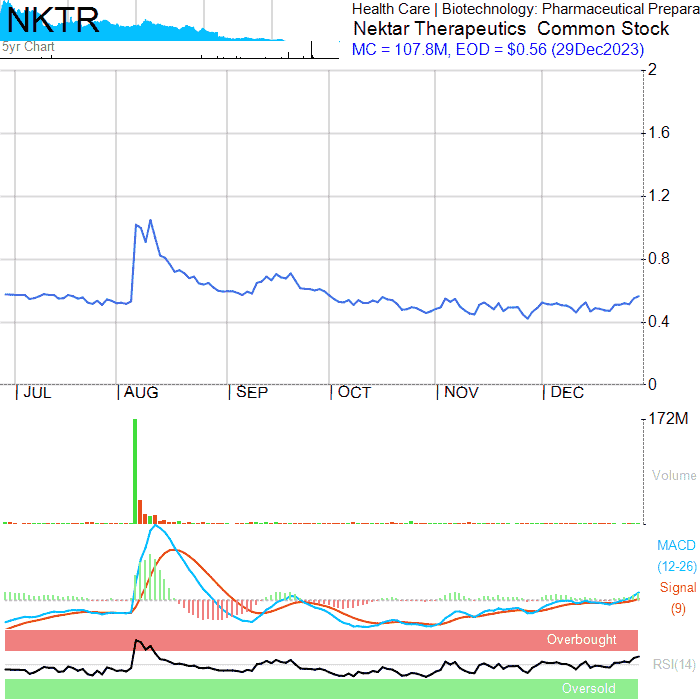 NKTR
5yr Chart
Health Care | Biotechnology: Pharmaceutical Prepara
Nektar Therapeutics Common Stock
MC = 107.8M, EOD = $0.56 (29Dec2023)
2
1.6
1.2
0.8
0.4
0
JUL AUG SEP OCT NOV DEC
172M
Volume
MACD
(12-26)
Signal
(9)
Overbought
RSI(14)
Oversold